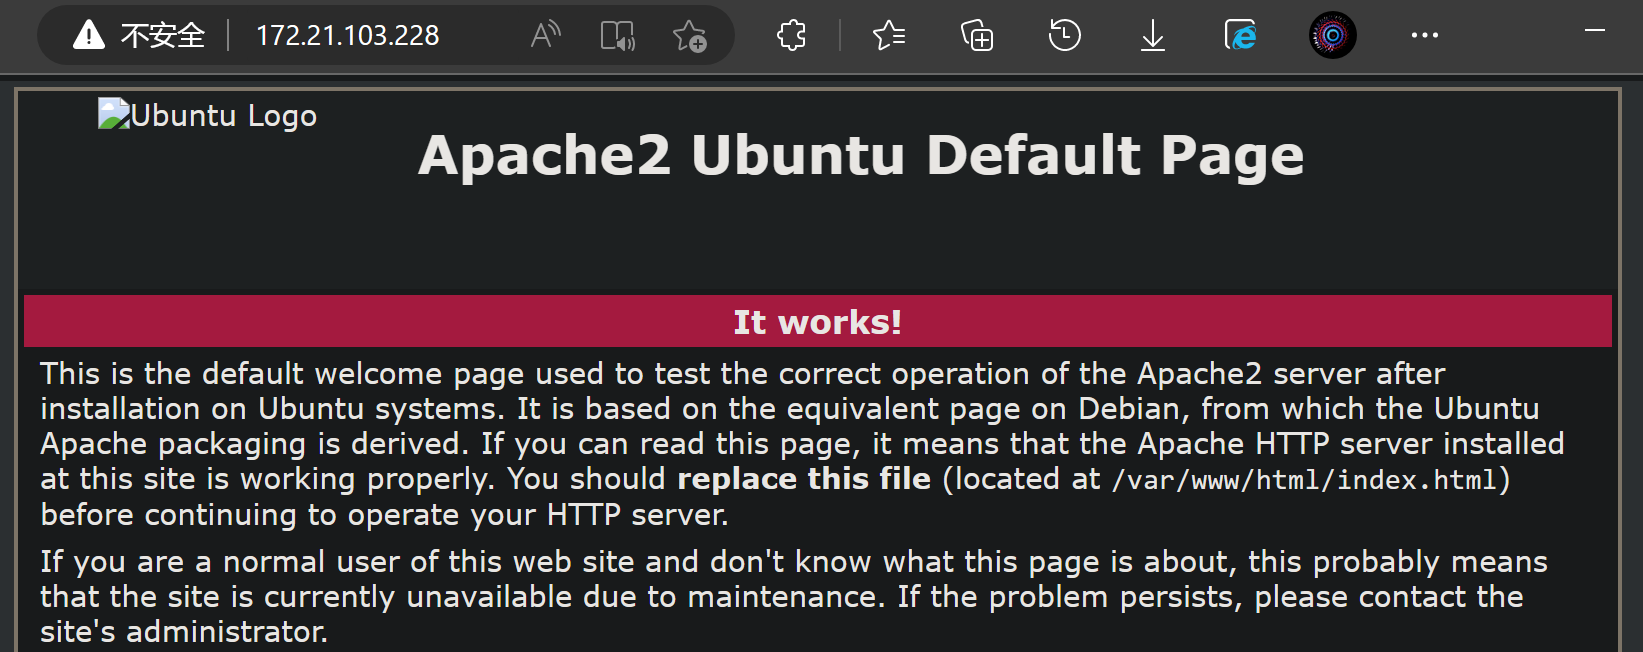 不安全 172.21.103.228
Ubuntu Logo
Apache2 Ubuntu Default Page
It works!
This is the default welcome page used to test the correct operation of the Apache2 server after
installation on Ubuntu systems. It is based on the equivalent page on Debian, from which the Ubuntu
Apache packaging is derived. If you can read this page, it means that the Apache HTTP server installed
at this site is working properly. You should replace this file (located at /var/www/html/index.html)
before continuing to operate your HTTP server.
If you are a normal user of this web site and don't know what this page is about, this probably means
that the site is currently unavailable due to maintenance. If the problem persists, please contact the
site's administrator.